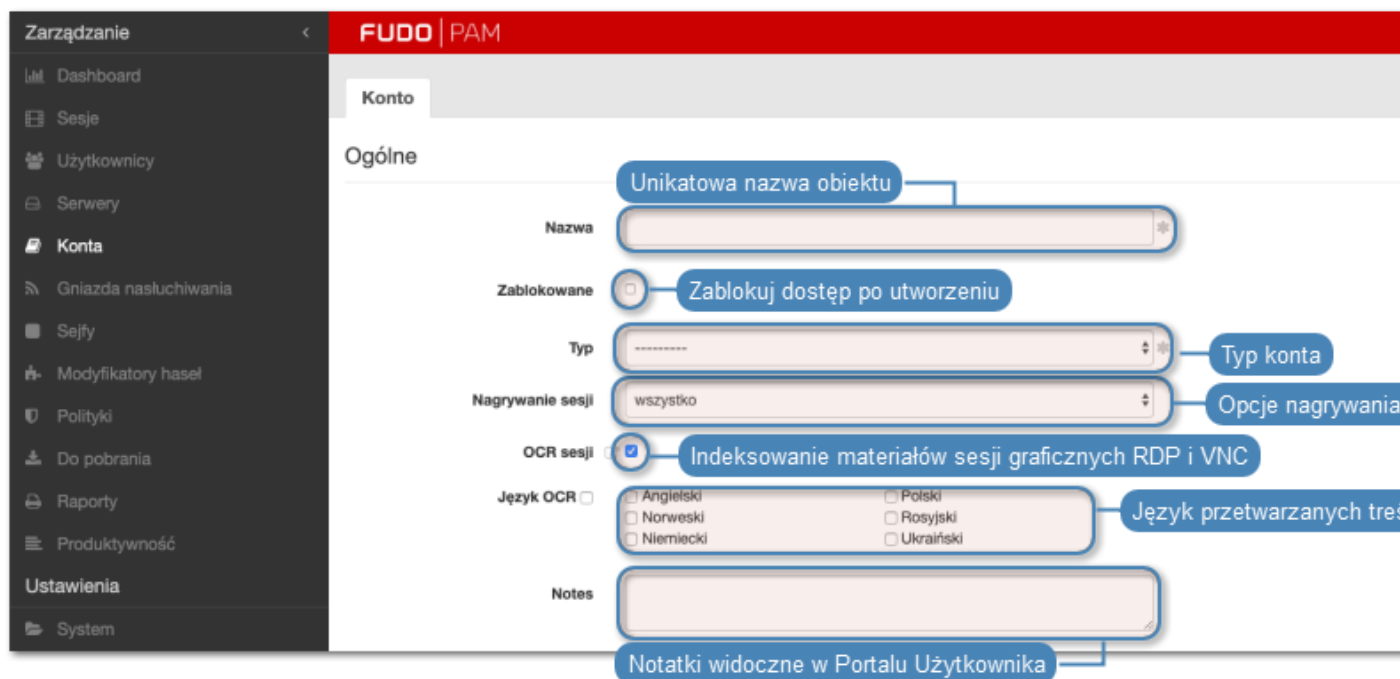 Zarządzanie
FUDO PAM
Dashboard
Sesje
Użytkownicy
Serwery
Konta
Gniazda nasłuchiwania
Sejfy
Modyfikatory haseł
Polityki
Do pobrania
Raporty
Produktywność
Ustawienia
System
Konto
Ogólne
Unikatowa nazwa obiektu
Nazwa
Zablokowane
Zablokuj dostęp po utworzeniu
Typ
---------
Typ konta
Nagrywanie sesji
wszystko
Opcje nagrywania
OCR sesji
Indeksowanie materiałów sesji graficznych RDP i VNC
Język OCR
Angielski Polski
Norweski Rosyjski
Niemiecki Ukraiński
Język przetwarzanych
Notes
Notatki widoczne w Portalu Użytkownika